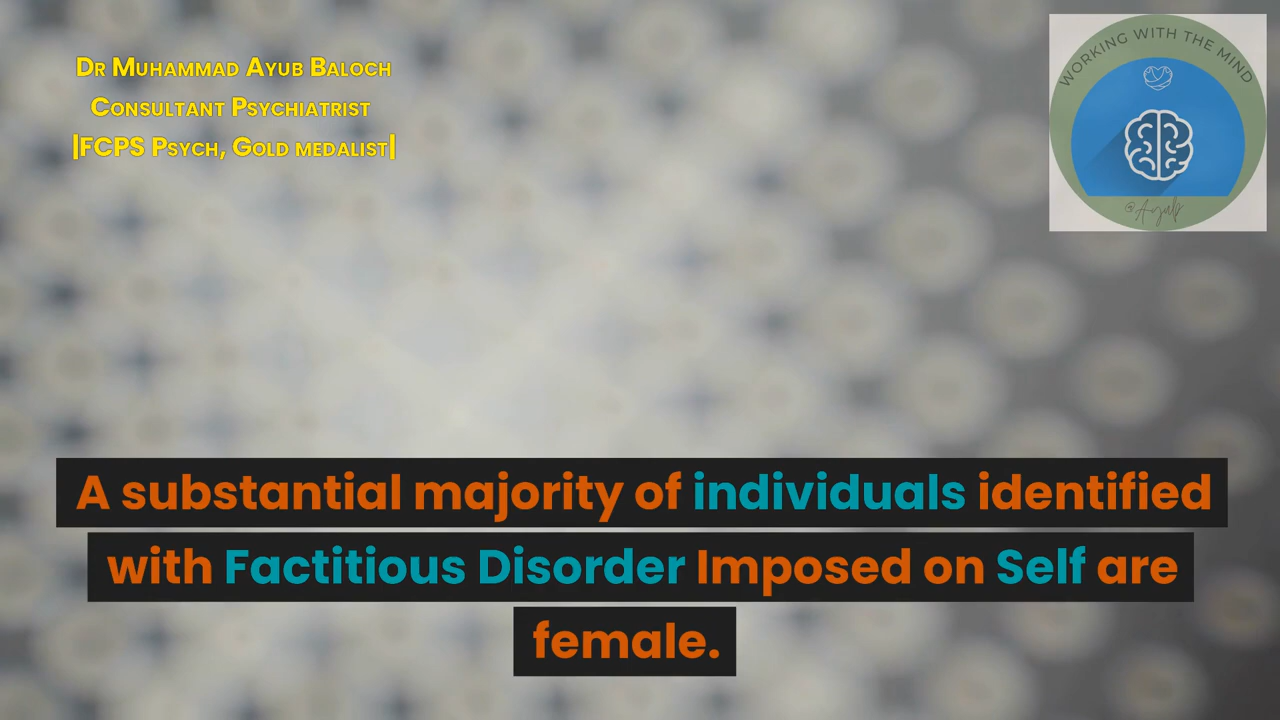 Dr Muhammad Ayub Baloch
Consultant Psychiatrist
|FCPS Psych, Gold medalist|
WORKING WITH THE MIND
@Ayub
A substantial majority of individuals identified
with Factitious Disorder Imposed on Self are
female.